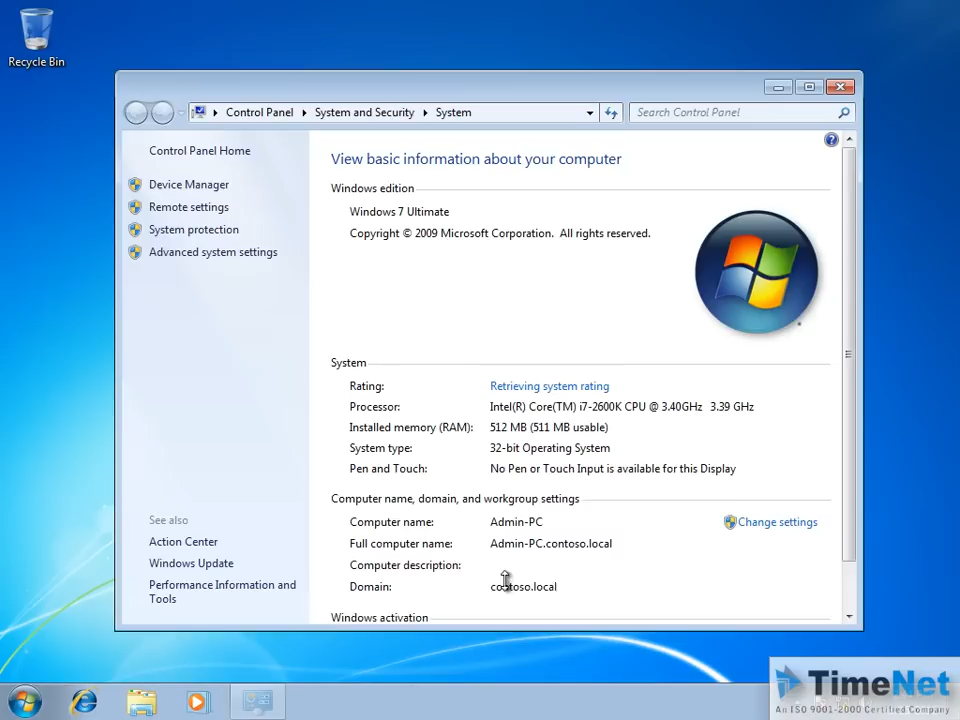 Recycle Bin
Control Panel
System and Security
System
Search Control Panel
Control Panel Home
Device Manager
Remote settings
System protection
Advanced system settings
See also
Action Center
Windows Update
Performance Information and
Tools
View basic information about your computer
Windows edition
Windows 7 Ultimate
Copyright © 2009 Microsoft Corporation. All rights reserved.
System
Rating: Retrieving system rating
Processor: Intel(R) Core(TM) i7-2600K CPU @ 3.40GHz 3.39 GHz
Installed memory (RAM): 512 MB (511 MB usable)
System type: 32-bit Operating System
Pen and Touch: No Pen or Touch Input is available for this Display
Computer name, domain, and workgroup settings
Computer name: Admin-PC Change settings
Full computer name: Admin-PC.contoso.local
Computer description:
Domain: contoso.local
Windows activation
TimeNet
An ISO 9001-2000 Certified Company